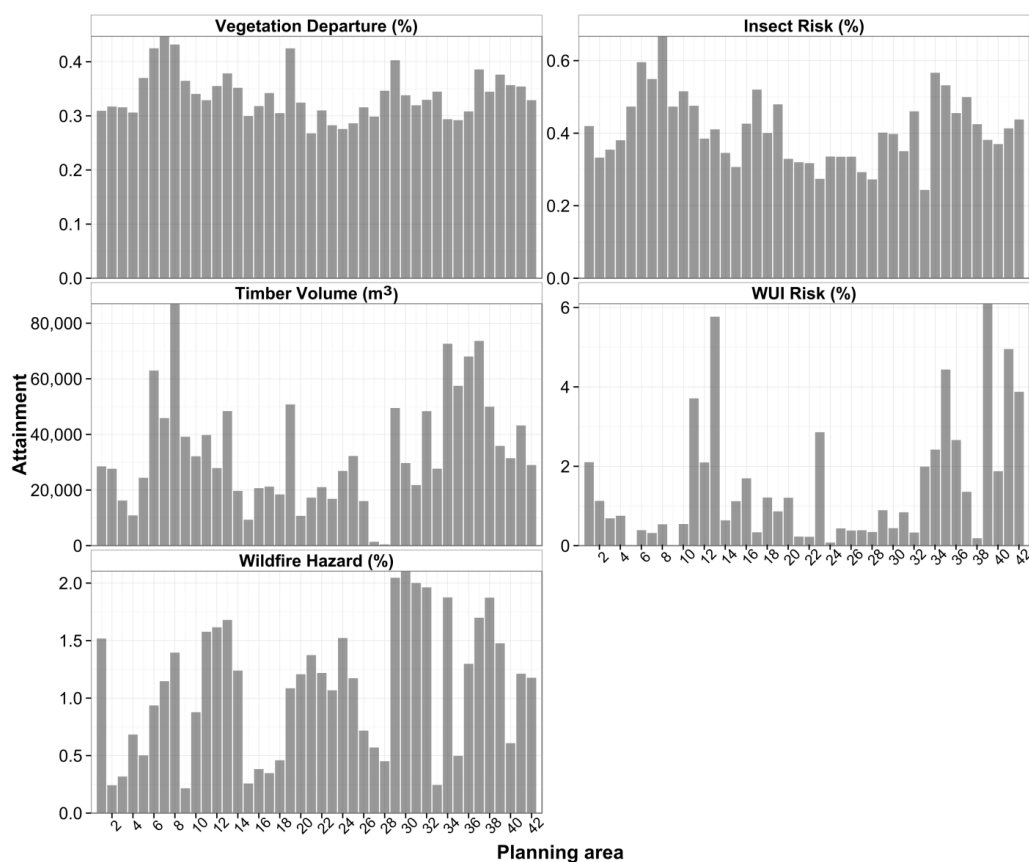 Vegetation Departure (%)
0.4
0.3
0.2
0.1
0.0
Insect Risk (%)
0.6
0.4
0.2
0.0
Timber Volume (m³)
80,000
60,000
40,000
20,000
0
WUI Risk (%)
6
4
2
0
2 4 6 8 10 12 14 16 18 20 22 24 26 28 30 32 34 36 38 40 42
Wildfire Hazard (%)
2.0
1.5
1.0
0.5
0.0
2 4 6 8 10 12 14 16 18 20 22 24 26 28 30 32 34 36 38 40 42
Attainment
Planning area